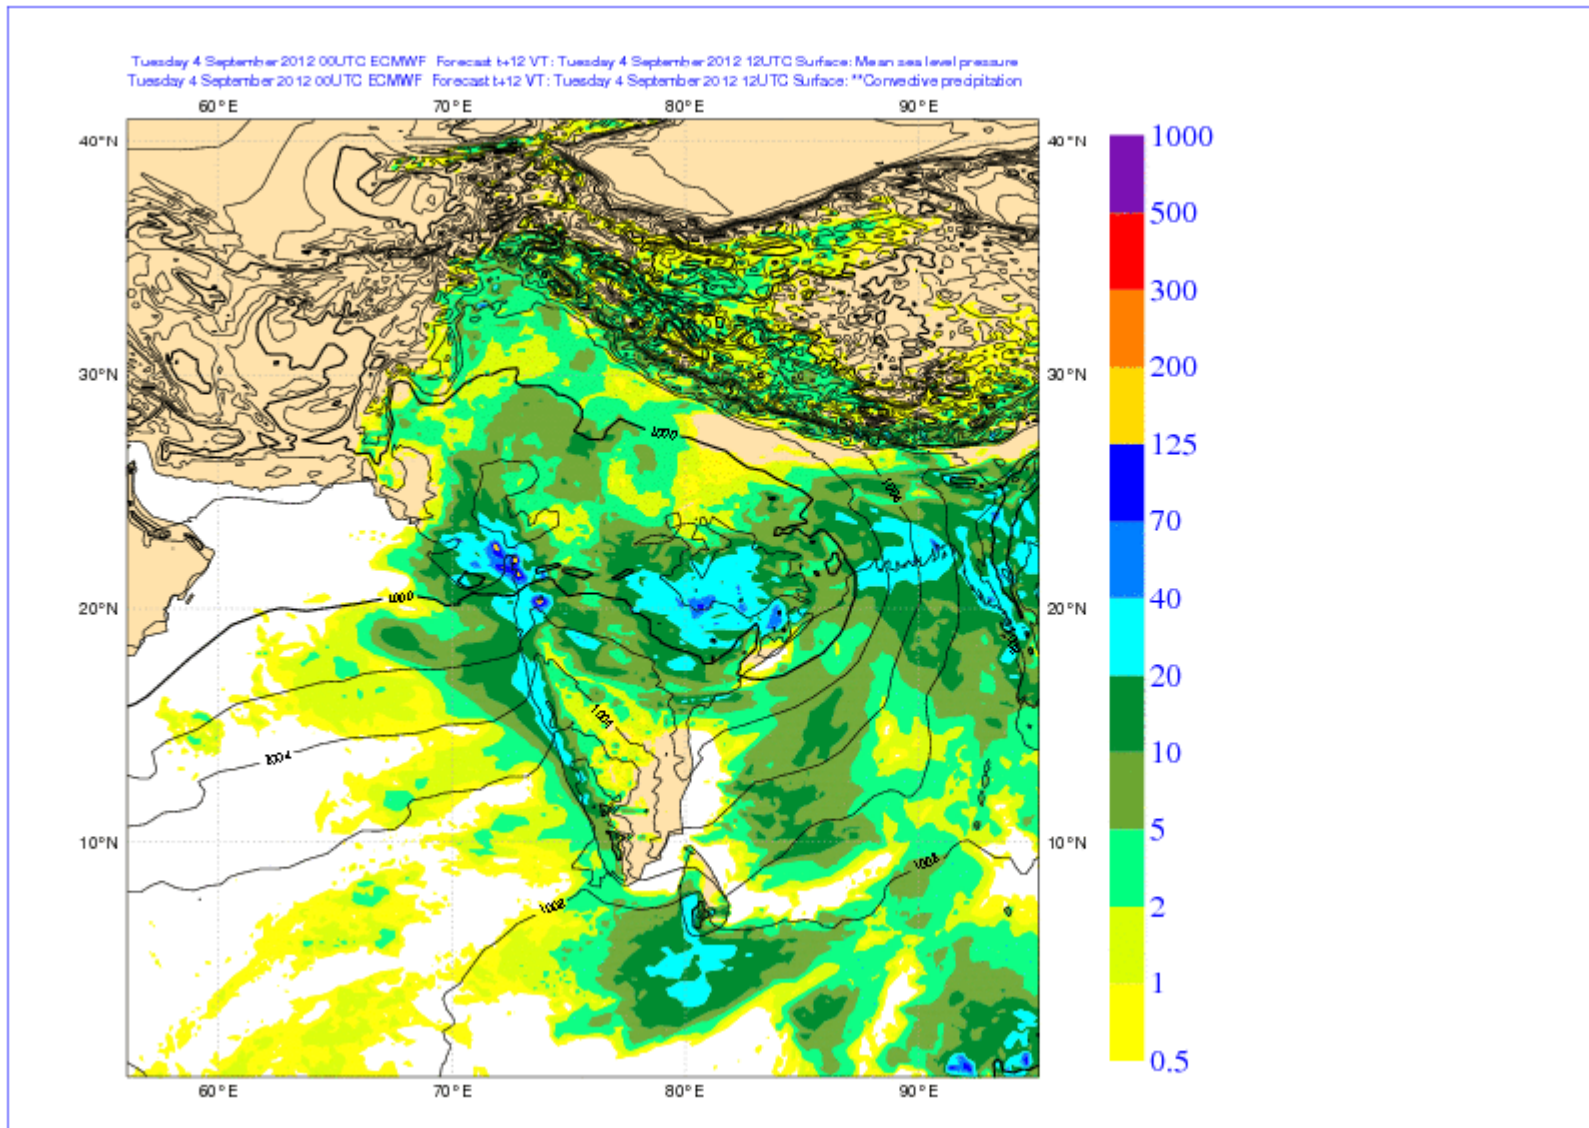 Tuesday 4 September 2012 00UTC ECMWF Forecast t+12 VT: Tuesday 4 September 2012 12UTC Surface: Mean sea level pressure
Tuesday 4 September 2012 00UTC ECMWF Forecast t+12 VT: Tuesday 4 September 2012 12UTC Surface: **Convective precipitation
60°E 70°E 80°E 90°E
1000
40°N 40°N
500
300
200
30°N 30°N
125
1000
70
1004
40
1000
20°N 20°N
1008
20
1004
10
1004
5
10°N 10°N
1008
2
1008
1
0.5
60°E 70°E 80°E 90°E